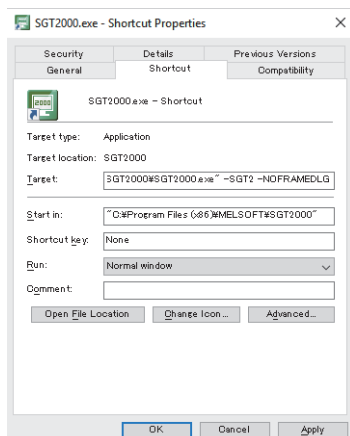 SGT2000.exe - Shortcut Properties
Security Details Previous Versions
General Shortcut Compatibility
2000
SGT2000.exe - Shortcut
Target type: Application
Target location: SGT2000
Target: SGT2000¥SGT2000.exe" -SGT2 -NOFRAMEDLG
Start in: "C:¥Program Files (x86)¥MELSOFT¥SGT2000"
Shortcut key: None
Run: Normal window
Comment:
Open File Location Change Icon... Advanced...
OK Cancel Apply